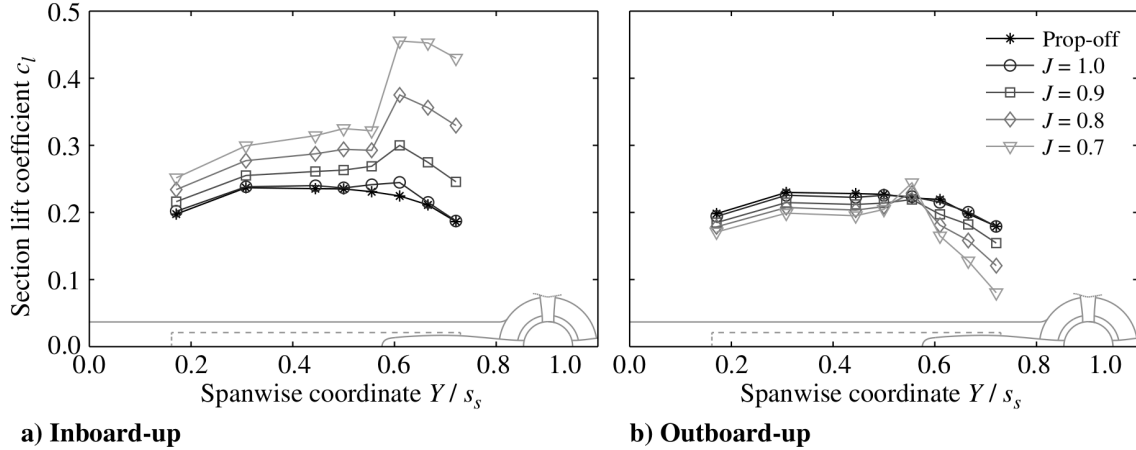 Section lift coefficient c_l
0.5
0.4
0.3
0.2
0.1
0.0
0.0 0.2 0.4 0.6 0.8 1.0
Spanwise coordinate Y / s_s
a) Inboard-up
Prop-off
J = 1.0
J = 0.9
J = 0.8
J = 0.7
0.0 0.2 0.4 0.6 0.8 1.0
Spanwise coordinate Y / s_s
b) Outboard-up